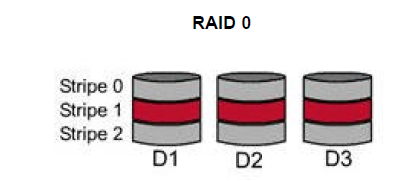 RAID 0
Stripe 0
Stripe 1
Stripe 2
D1 D2 D3